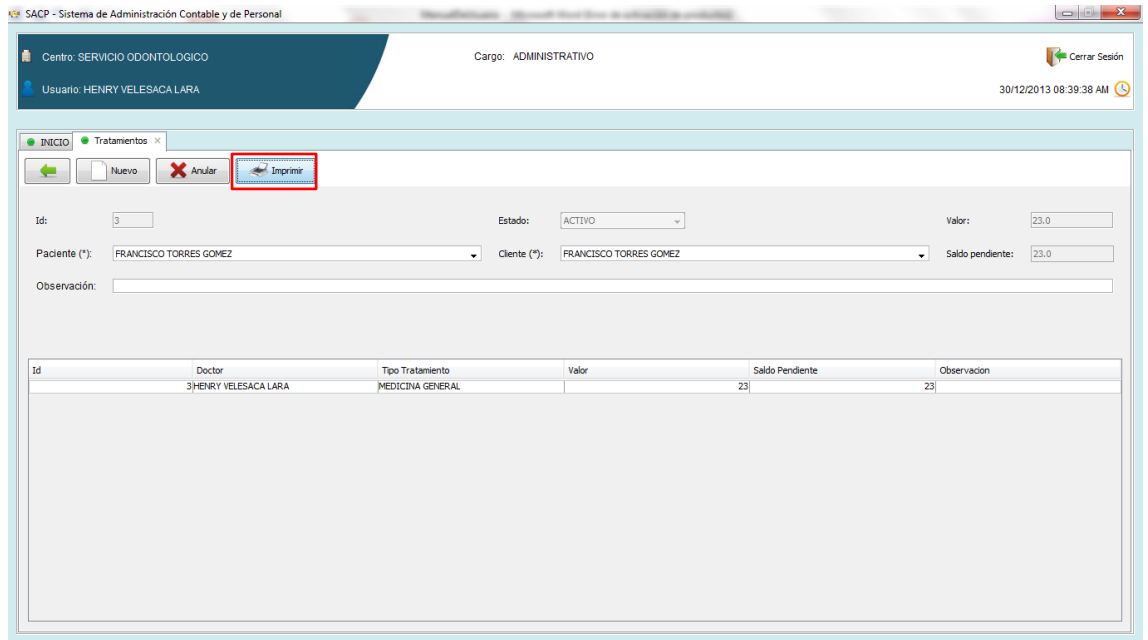 SACP - Sistema de Administración Contable y de Personal
Centro: SERVICIO ODONTOLOGICO Cargo: ADMINISTRATIVO Cerrar Sesión
Usuario: HENRY VELESACA LARA 30/12/2013 08:39:38 AM
INICIO Tratamientos
Nuevo Anular Imprimir
Id: 3 Estado: ACTIVO Valor: 23.0
Paciente (*): FRANCISCO TORRES GOMEZ Cliente (*): FRANCISCO TORRES GOMEZ Saldo pendiente: 23.0
Observación:
Id Doctor Tipo Tratamiento Valor Saldo Pendiente Observacion
3 HENRY VELESACA LARA MEDICINA GENERAL 23 23